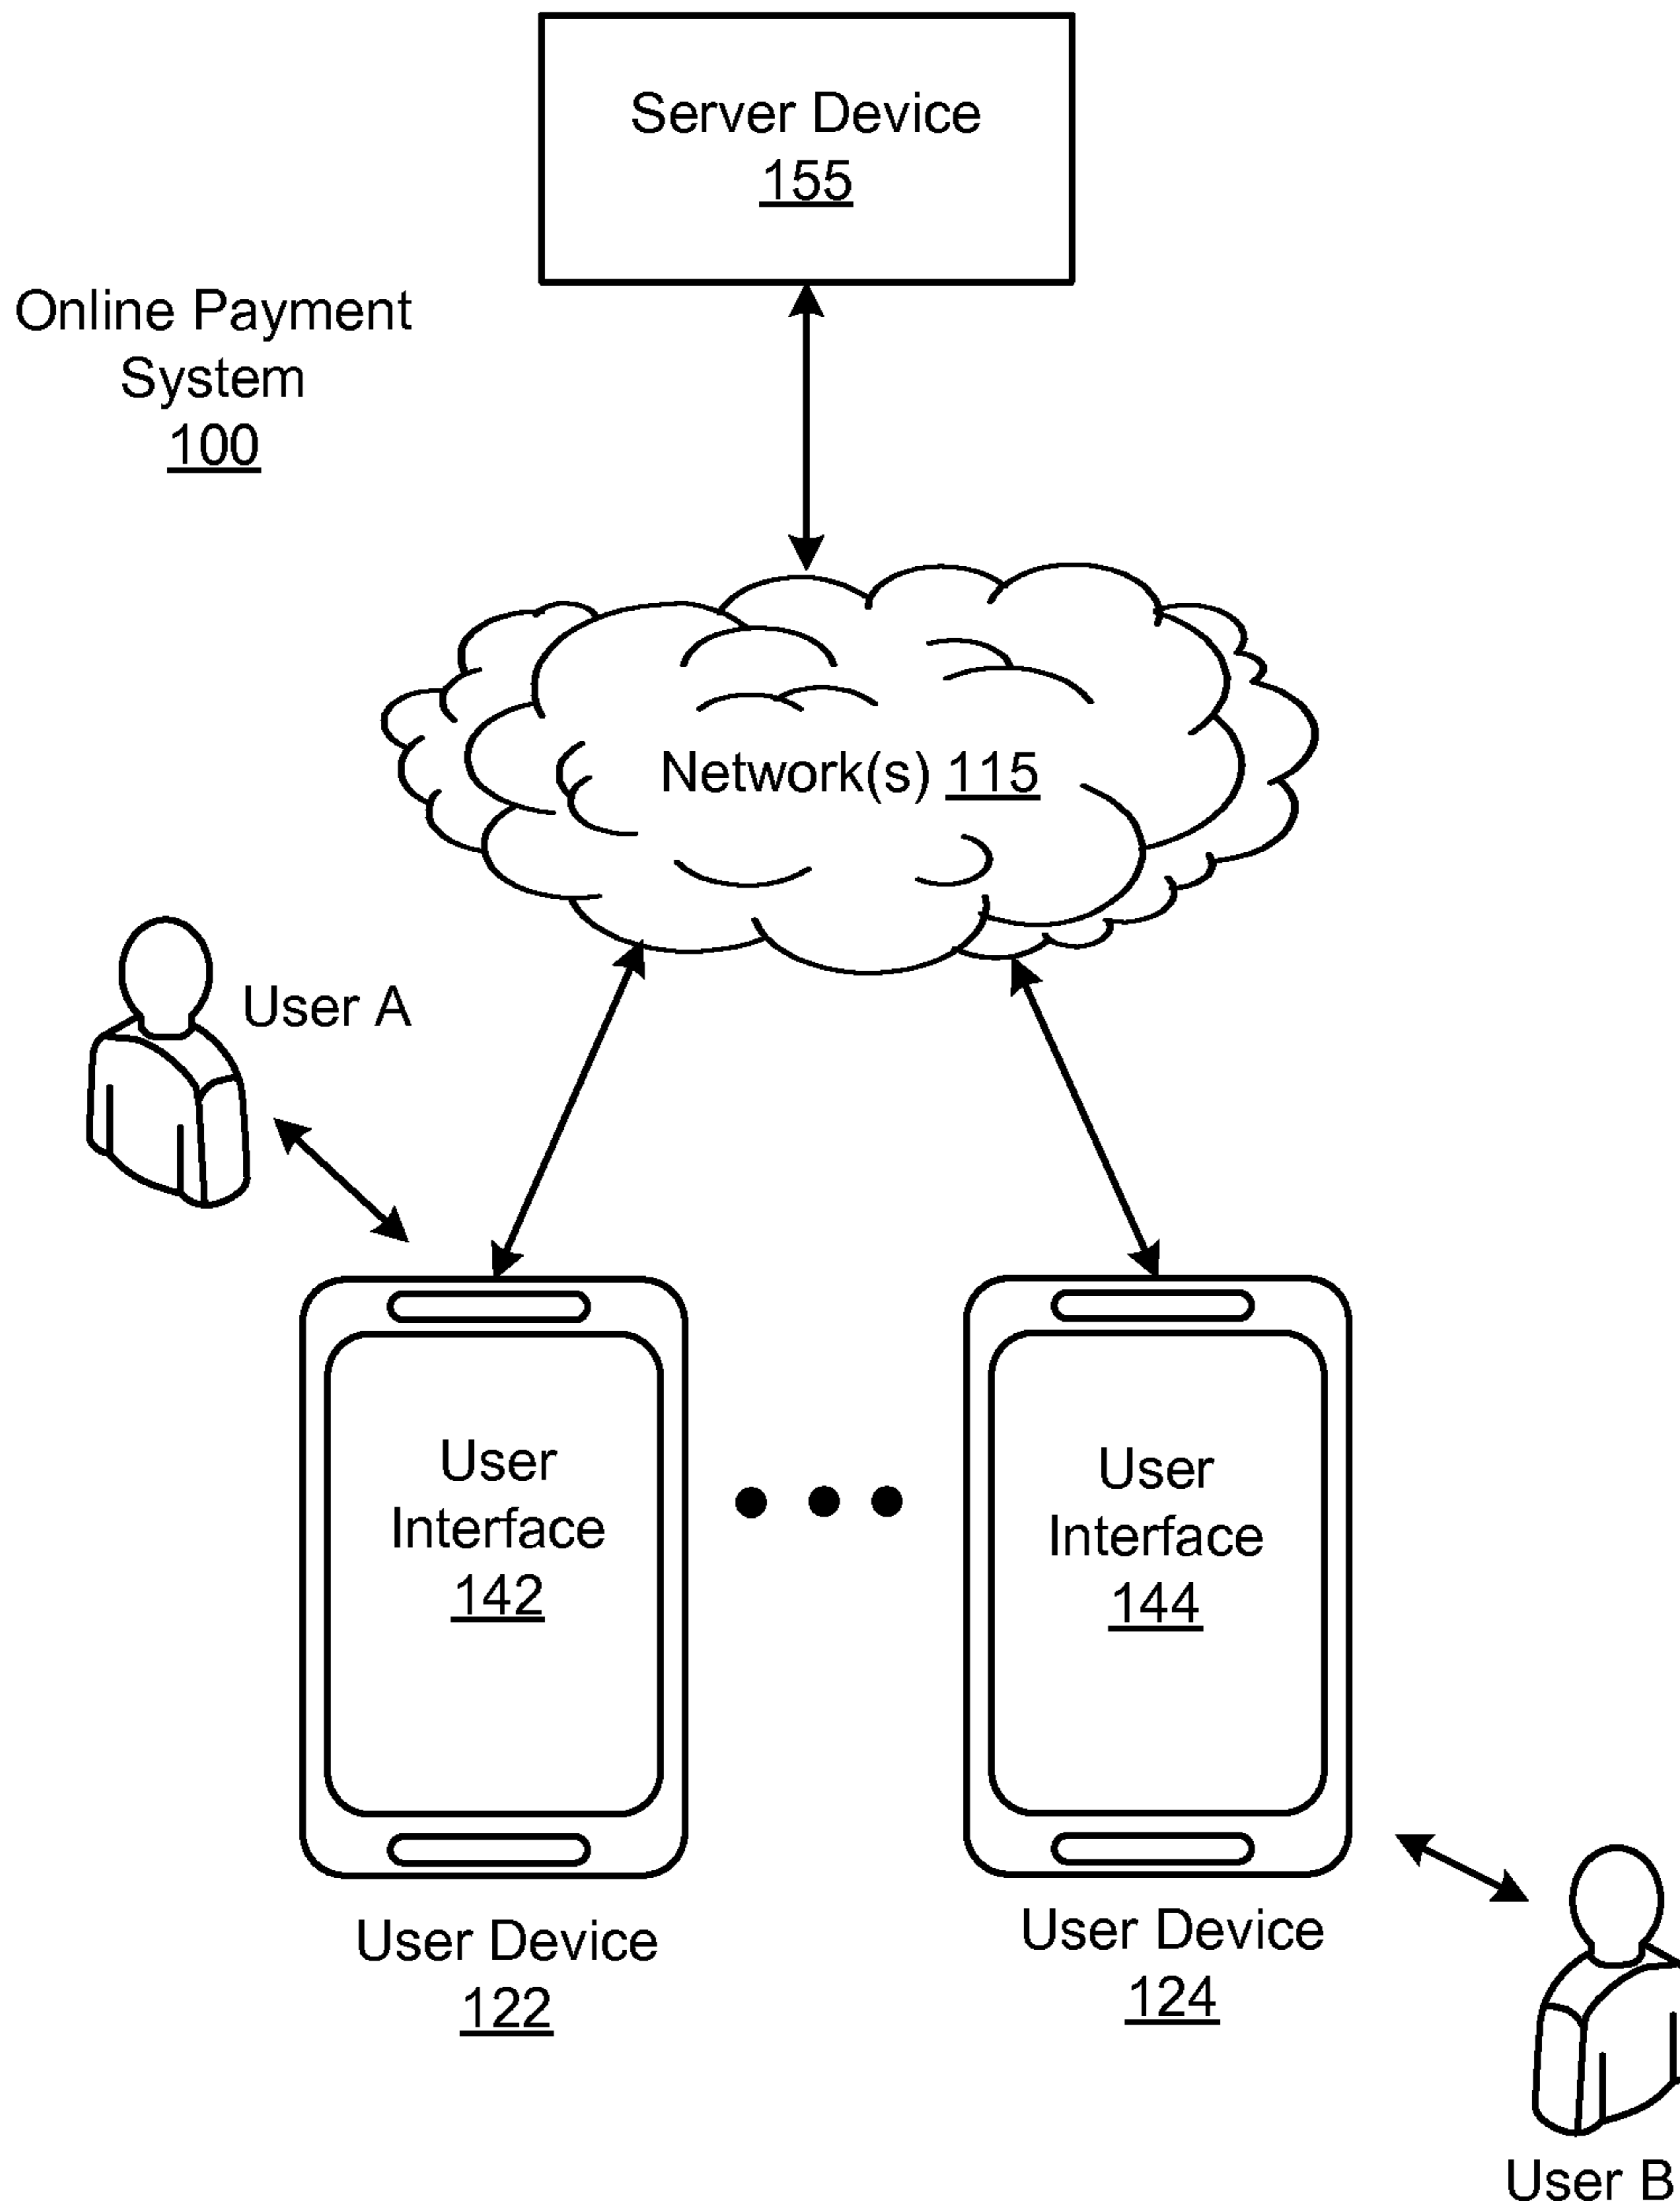 Server Device
155
Online Payment
System
100
Network(s) 115
User A
User
Interface
142
User
Interface
144
User Device
122
User Device
124
User B